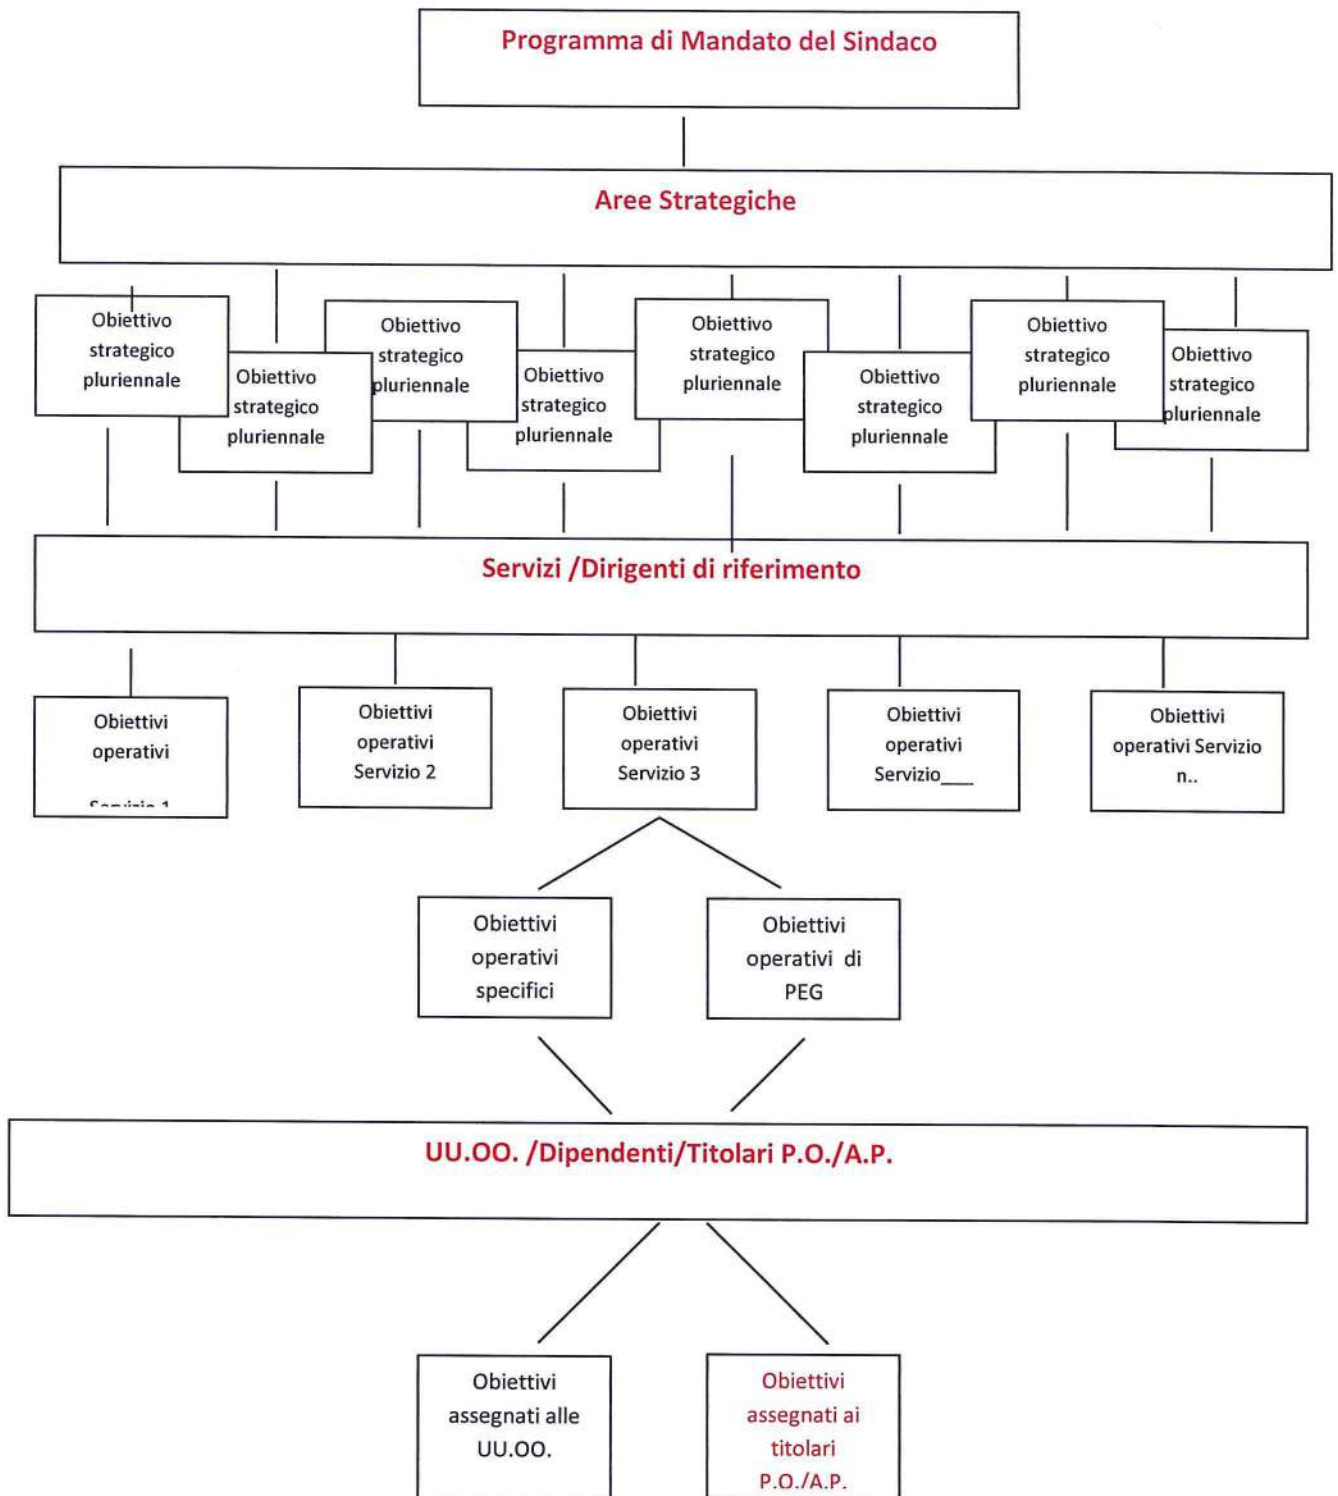 Programma di Mandato del Sindaco
Aree Strategiche
Obiettivo
strategico
pluriennale
Obiettivo
strategico
pluriennale
Obiettivo
strategico
pluriennale
Obiettivo
strategico
pluriennale
Obiettivo
strategico
pluriennale
Obiettivo
strategico
pluriennale
Obiettivo
strategico
pluriennale
Obiettivo
strategico
pluriennale
Servizi /Dirigenti di riferimento
Obiettivi
operativi
Servizio 1
Obiettivi
operativi
Servizio 2
Obiettivi
operativi
Servizio 3
Obiettivi
operativi
Servizio___
Obiettivi
operativi Servizio
n..
Obiettivi
operativi
specifici
Obiettivi
operativi di
PEG
UU.OO. /Dipendenti/Titolari P.O./A.P.
Obiettivi
assegnati alle
UU.OO.
Obiettivi
assegnati ai
titolari
P.O./A.P.